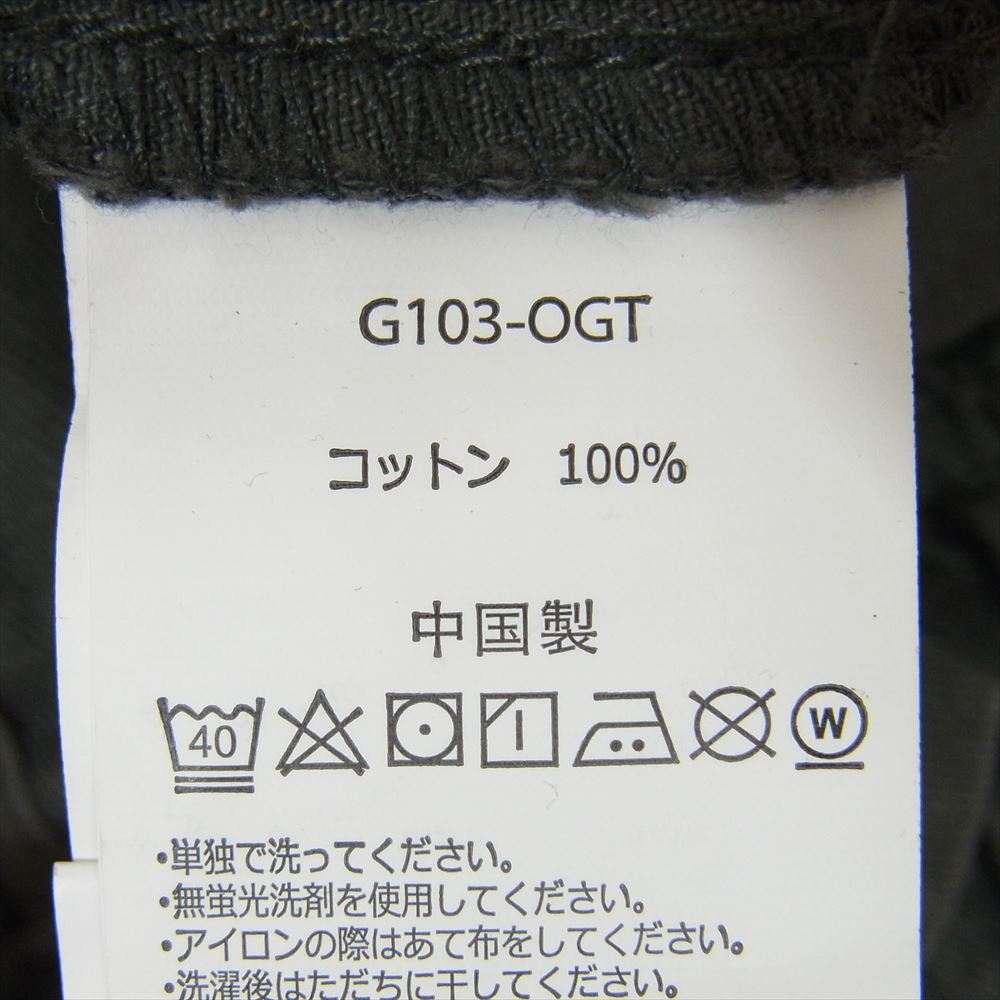 G103-OGT
コットン 100%
中国製
40 W
・単独で洗ってください。
・無蛍光洗剤を使用してください。
・アイロンの際はあて布をしてください。
・洗濯後はただちに干してください。